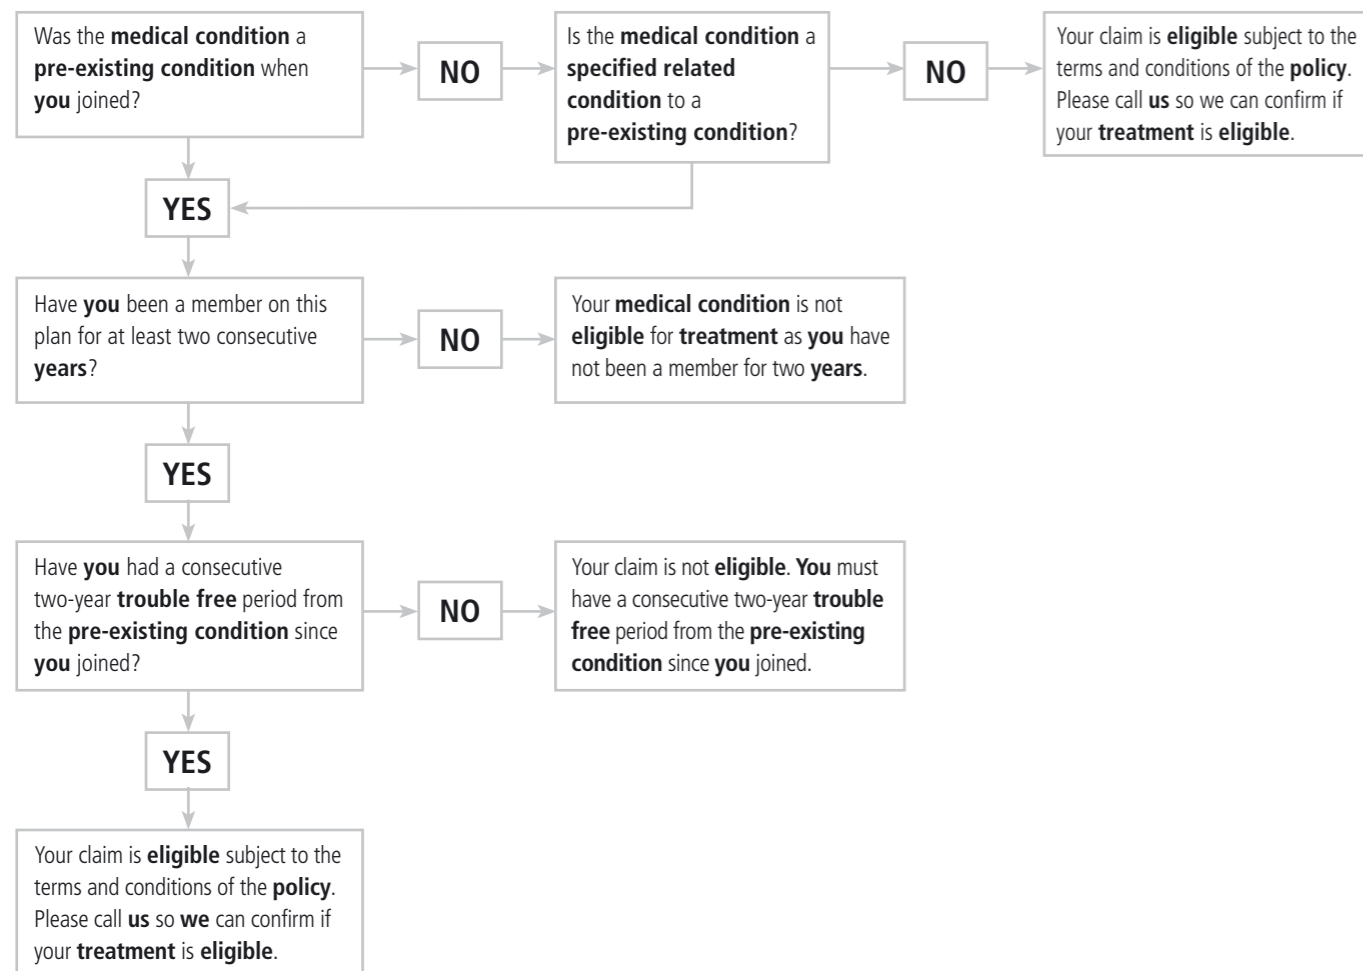 Was the medical condition a
pre-existing condition when
you joined?
NO
Is the medical condition a
specified related
condition to a
pre-existing condition?
NO
Your claim is eligible subject to the
terms and conditions of the policy.
Please call us so we can confirm if
your treatment is eligible.
YES
Have you been a member on this
plan for at least two consecutive
years?
NO
Your medical condition is not
eligible for treatment as you have
not been a member for two years.
YES
Have you had a consecutive
two-year trouble free period from
the pre-existing condition since
you joined?
NO
Your claim is not eligible. You must
have a consecutive two-year trouble
free period from the pre-existing
condition since you joined.
YES
Your claim is eligible subject to the
terms and conditions of the policy.
Please call us so we can confirm if
your treatment is eligible.